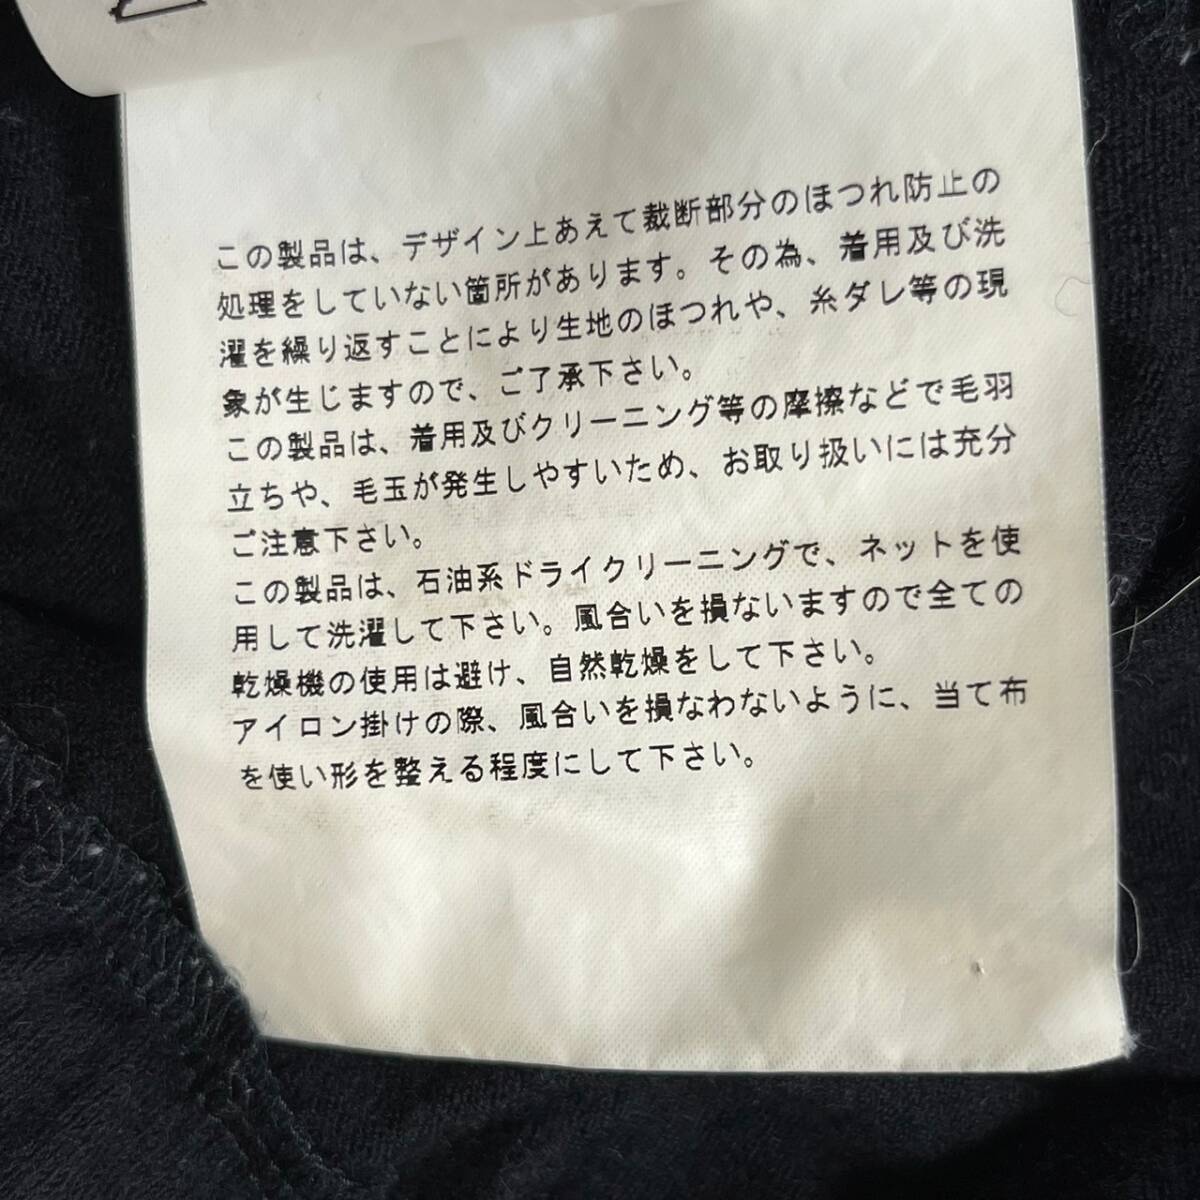 この製品は、デザイン上あえて裁断部分のほつれ防止の
処理をしていない箇所があります。その為、着用及び洗
濯を繰り返すことにより生地のほつれや、糸ダレ等の現
象が生じますので、ご了承下さい。
この製品は、着用及びクリーニング等の摩擦などで毛羽
立ちや、毛玉が発生しやすいため、お取り扱いには充分
ご注意下さい。
この製品は、石油系ドライクリーニングで、ネットを使
用して洗濯して下さい。風合いを損ないますので全ての
乾燥機の使用は避け、自然乾燥をして下さい。
アイロン掛けの際、風合いを損なわないように、当て布
を使い形を整える程度にして下さい。